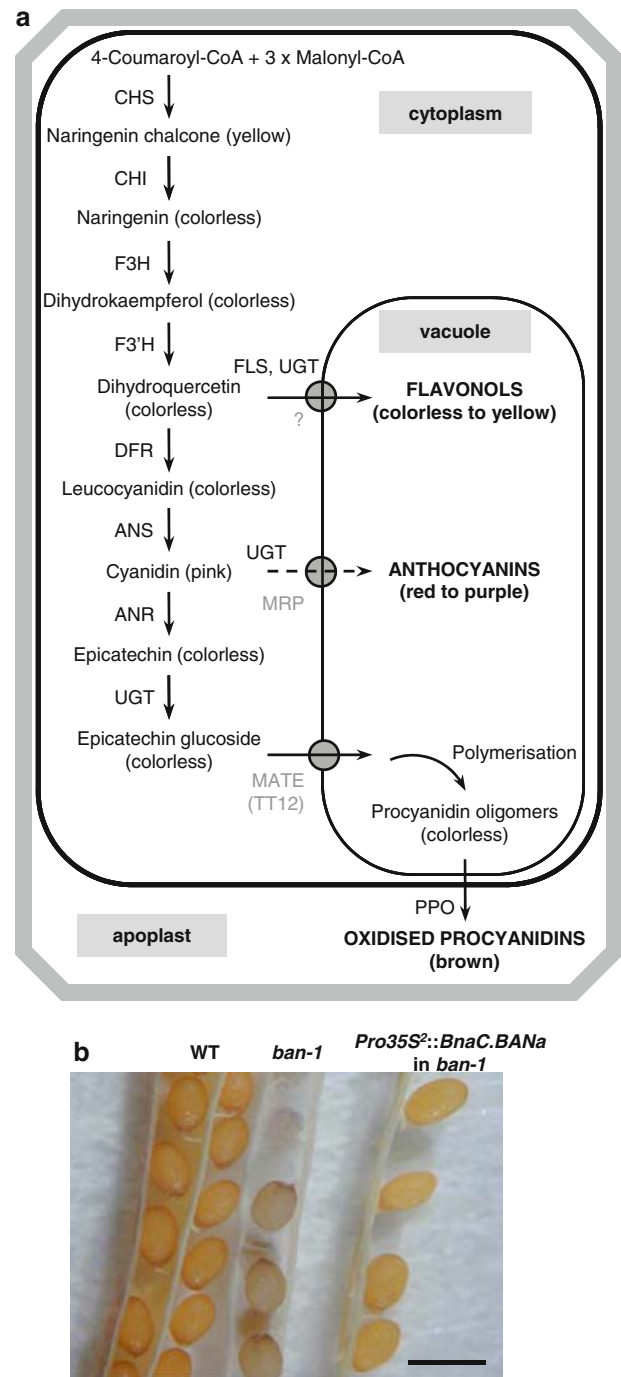 a
4-Coumaroyl-CoA + 3 x Malonyl-CoA
CHS
cytoplasm
Naringenin chalcone (yellow)
CHI
Naringenin (colorless)
F3H
Dihydrokaempferol (colorless)
F3'H
vacuole
FLS, UGT
Dihydroquercetin
(colorless)
?
FLAVONOLS
(colorless to yellow)
DFR
Leucocyanidin (colorless)
ANS
UGT
Cyanidin (pink)
MRP
ANTHOCYANINS
(red to purple)
ANR
Epicatechin (colorless)
UGT
Epicatechin glucoside
(colorless)
MATE
(TT12)
Polymerisation
Procyanidin oligomers
(colorless)
PPO
apoplast
OXIDISED PROCYANIDINS
(brown)
b
WT
ban-1
Pro35S²::BnaC.BANa
in ban-1